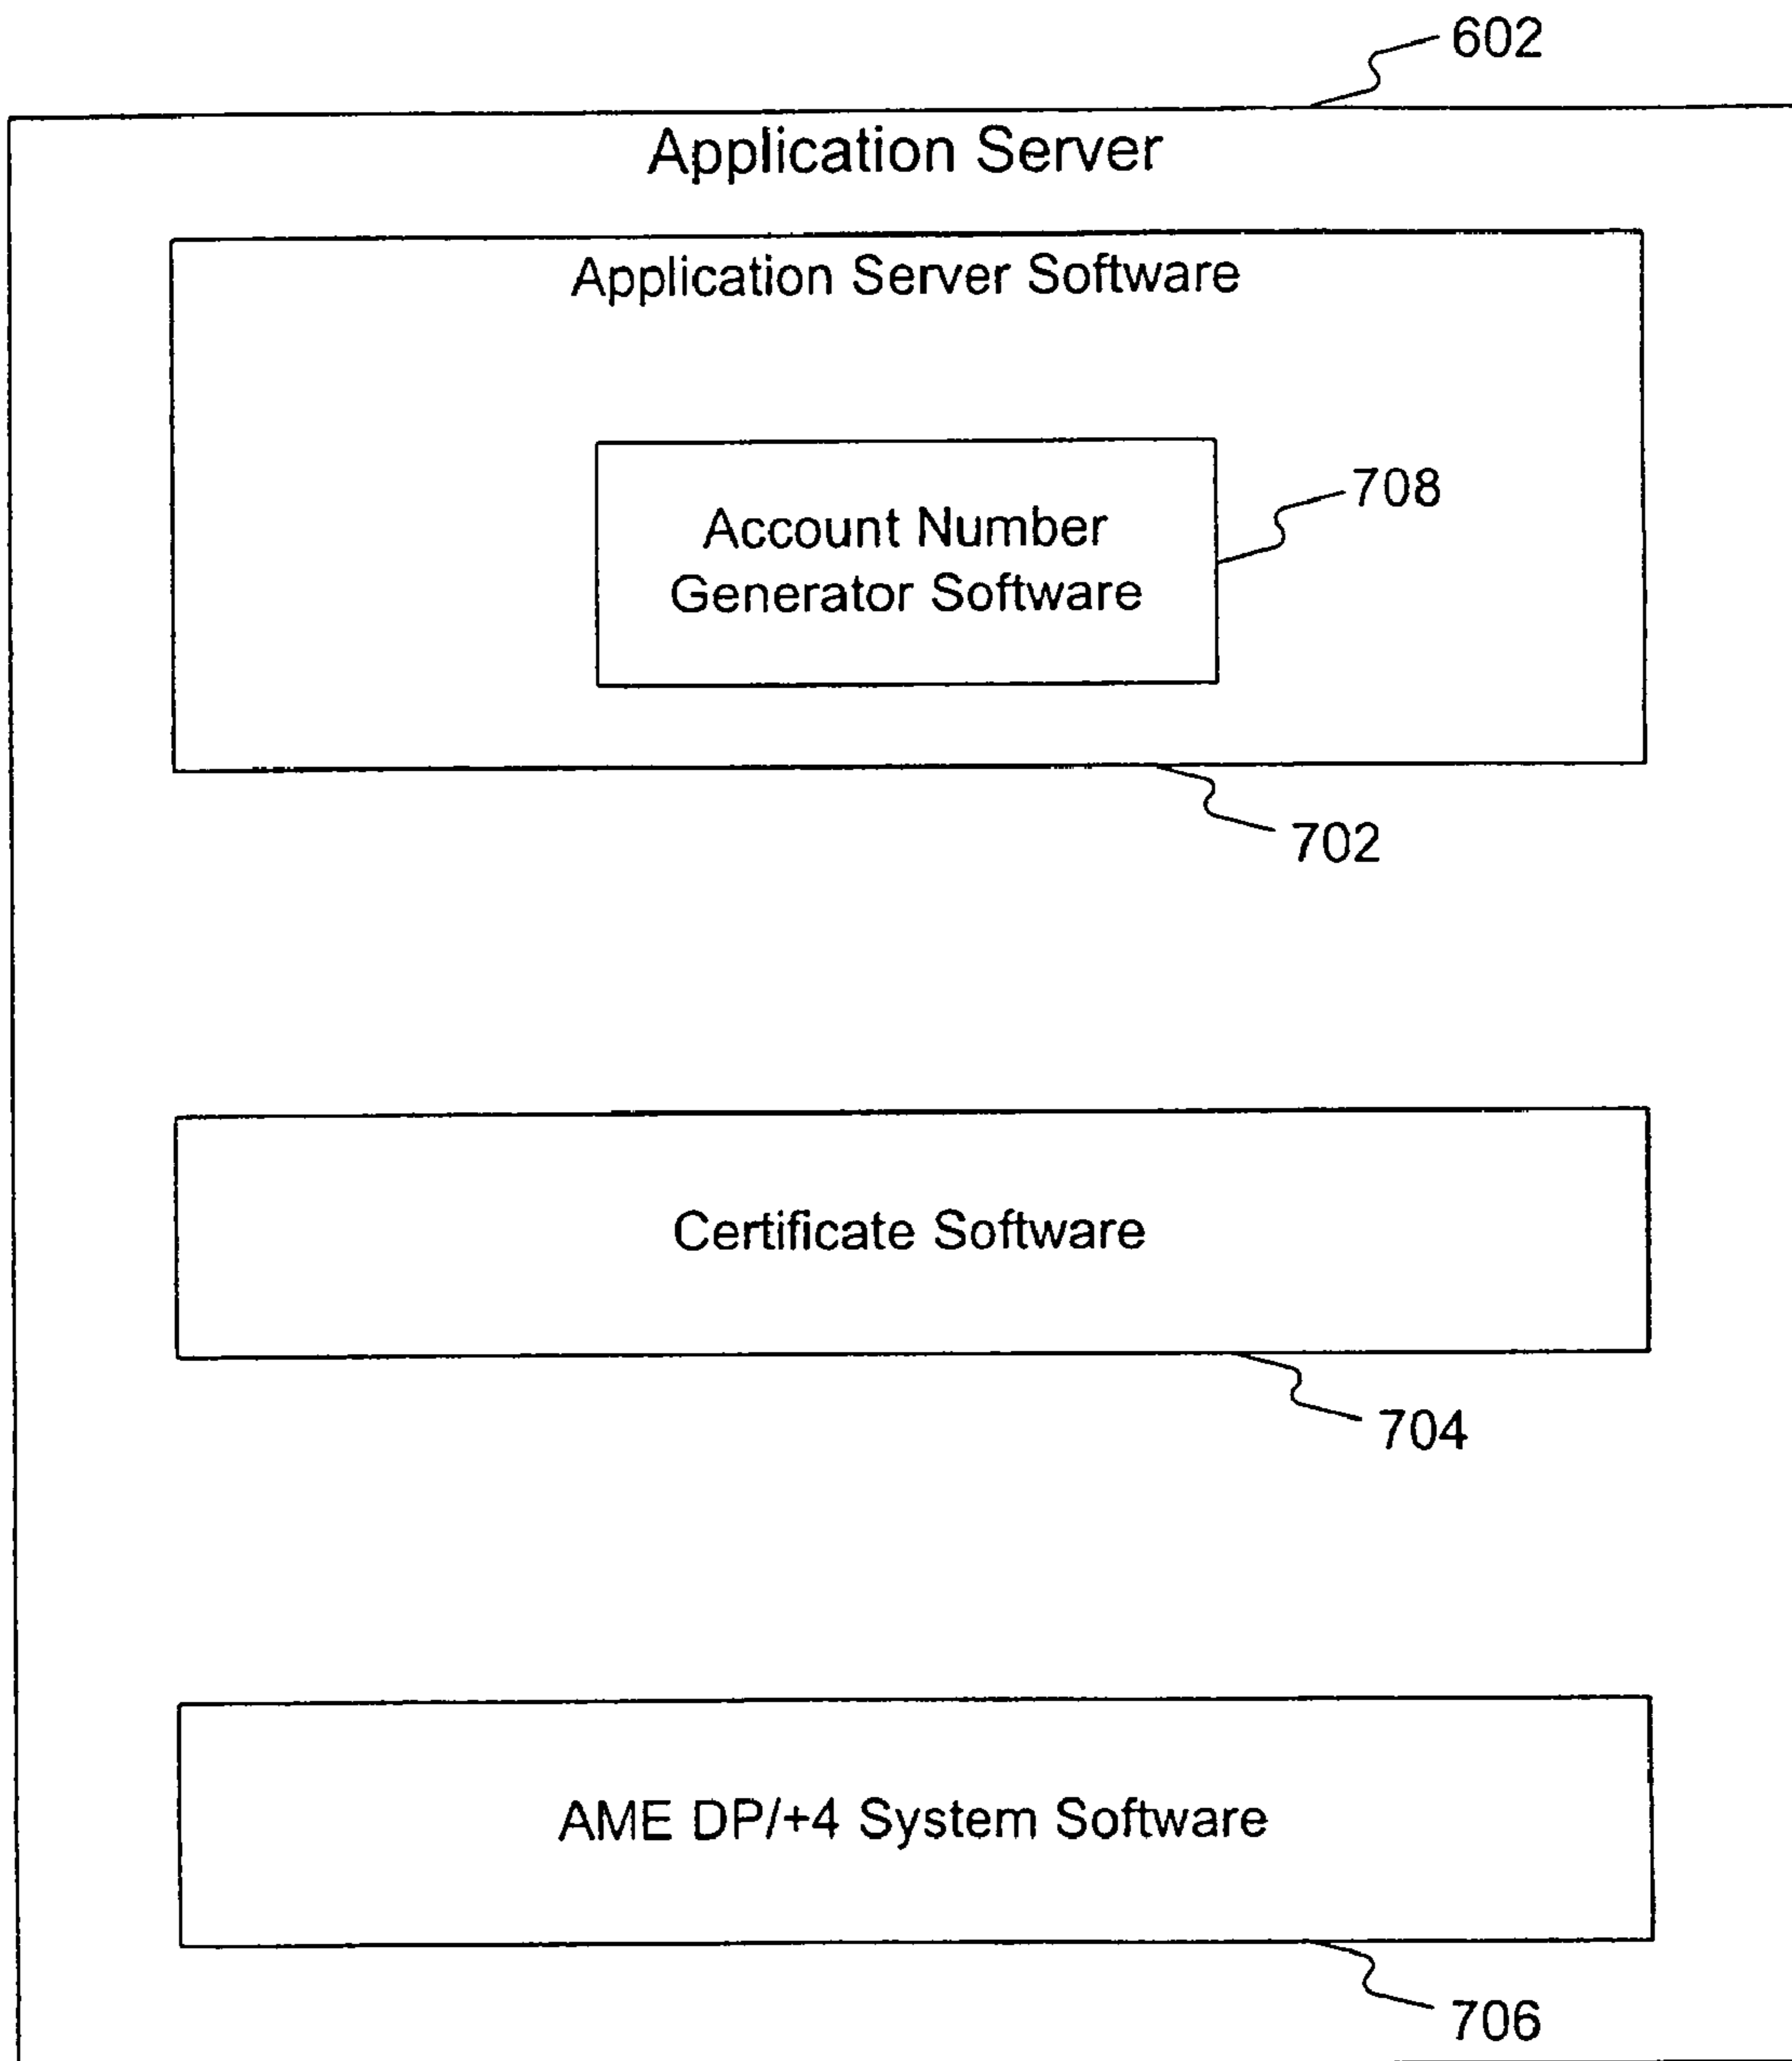 602
Application Server
Application Server Software
Account Number
Generator Software
708
702
Certificate Software
704
AME DP/+4 System Software
706